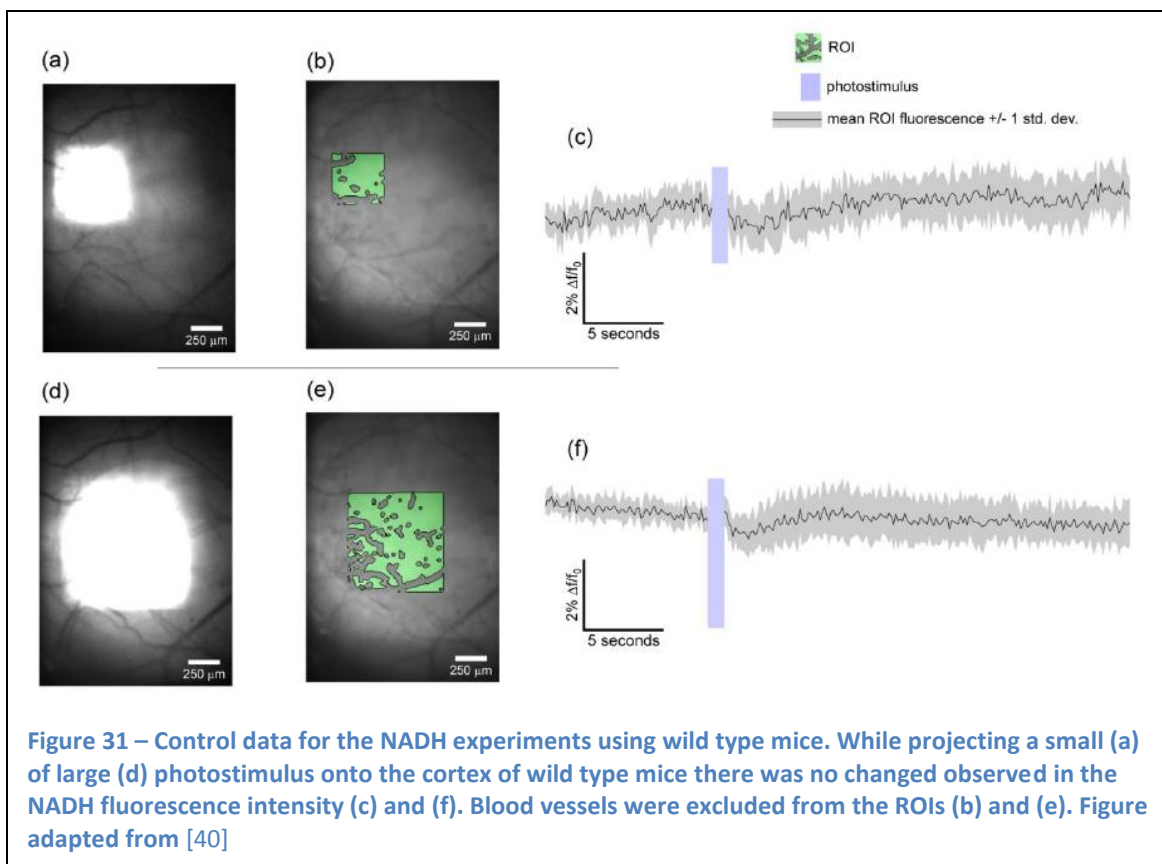 (a)
(b)
ROI
photostimulus
mean ROI fluorescence +/- 1 std. dev.
(c)
250 μm
250 μm
2% Δf/f₀
5 seconds
(d)
(e)
(f)
250 μm
250 μm
2% Δf/f₀
5 seconds
Figure 31 – Control data for the NADH experiments using wild type mice. While projecting a small (a)
of large (d) photostimulus onto the cortex of wild type mice there was no changed observed in the
NADH fluorescence intensity (c) and (f). Blood vessels were excluded from the ROIs (b) and (e). Figure
adapted from [40]